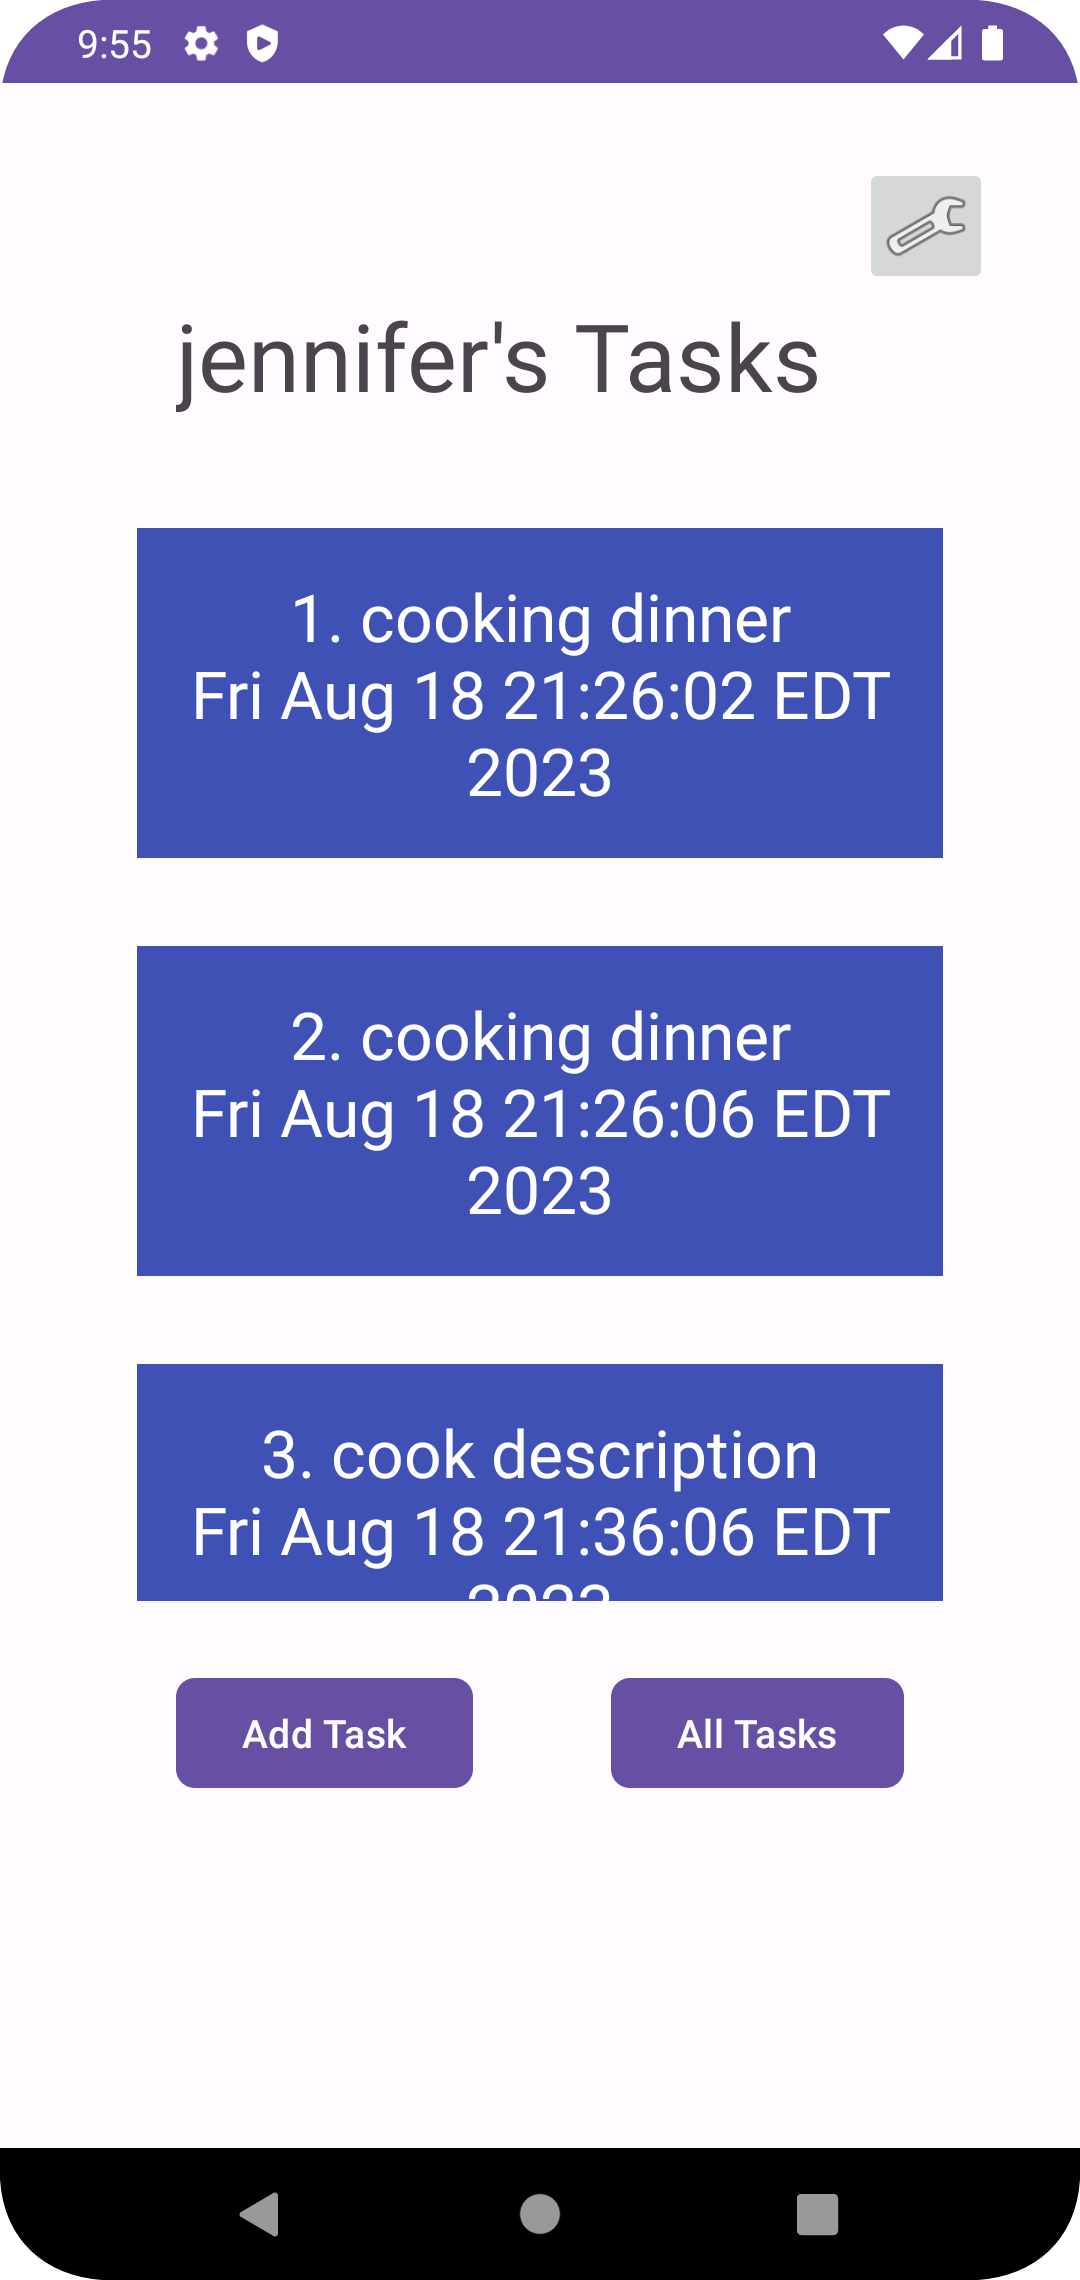 9:55
jennifer's Tasks
1. cooking dinner
Fri Aug 18 21:26:02 EDT
2023
2. cooking dinner
Fri Aug 18 21:26:06 EDT
2023
3. cook description
Fri Aug 18 21:36:06 EDT
Add Task
All Tasks